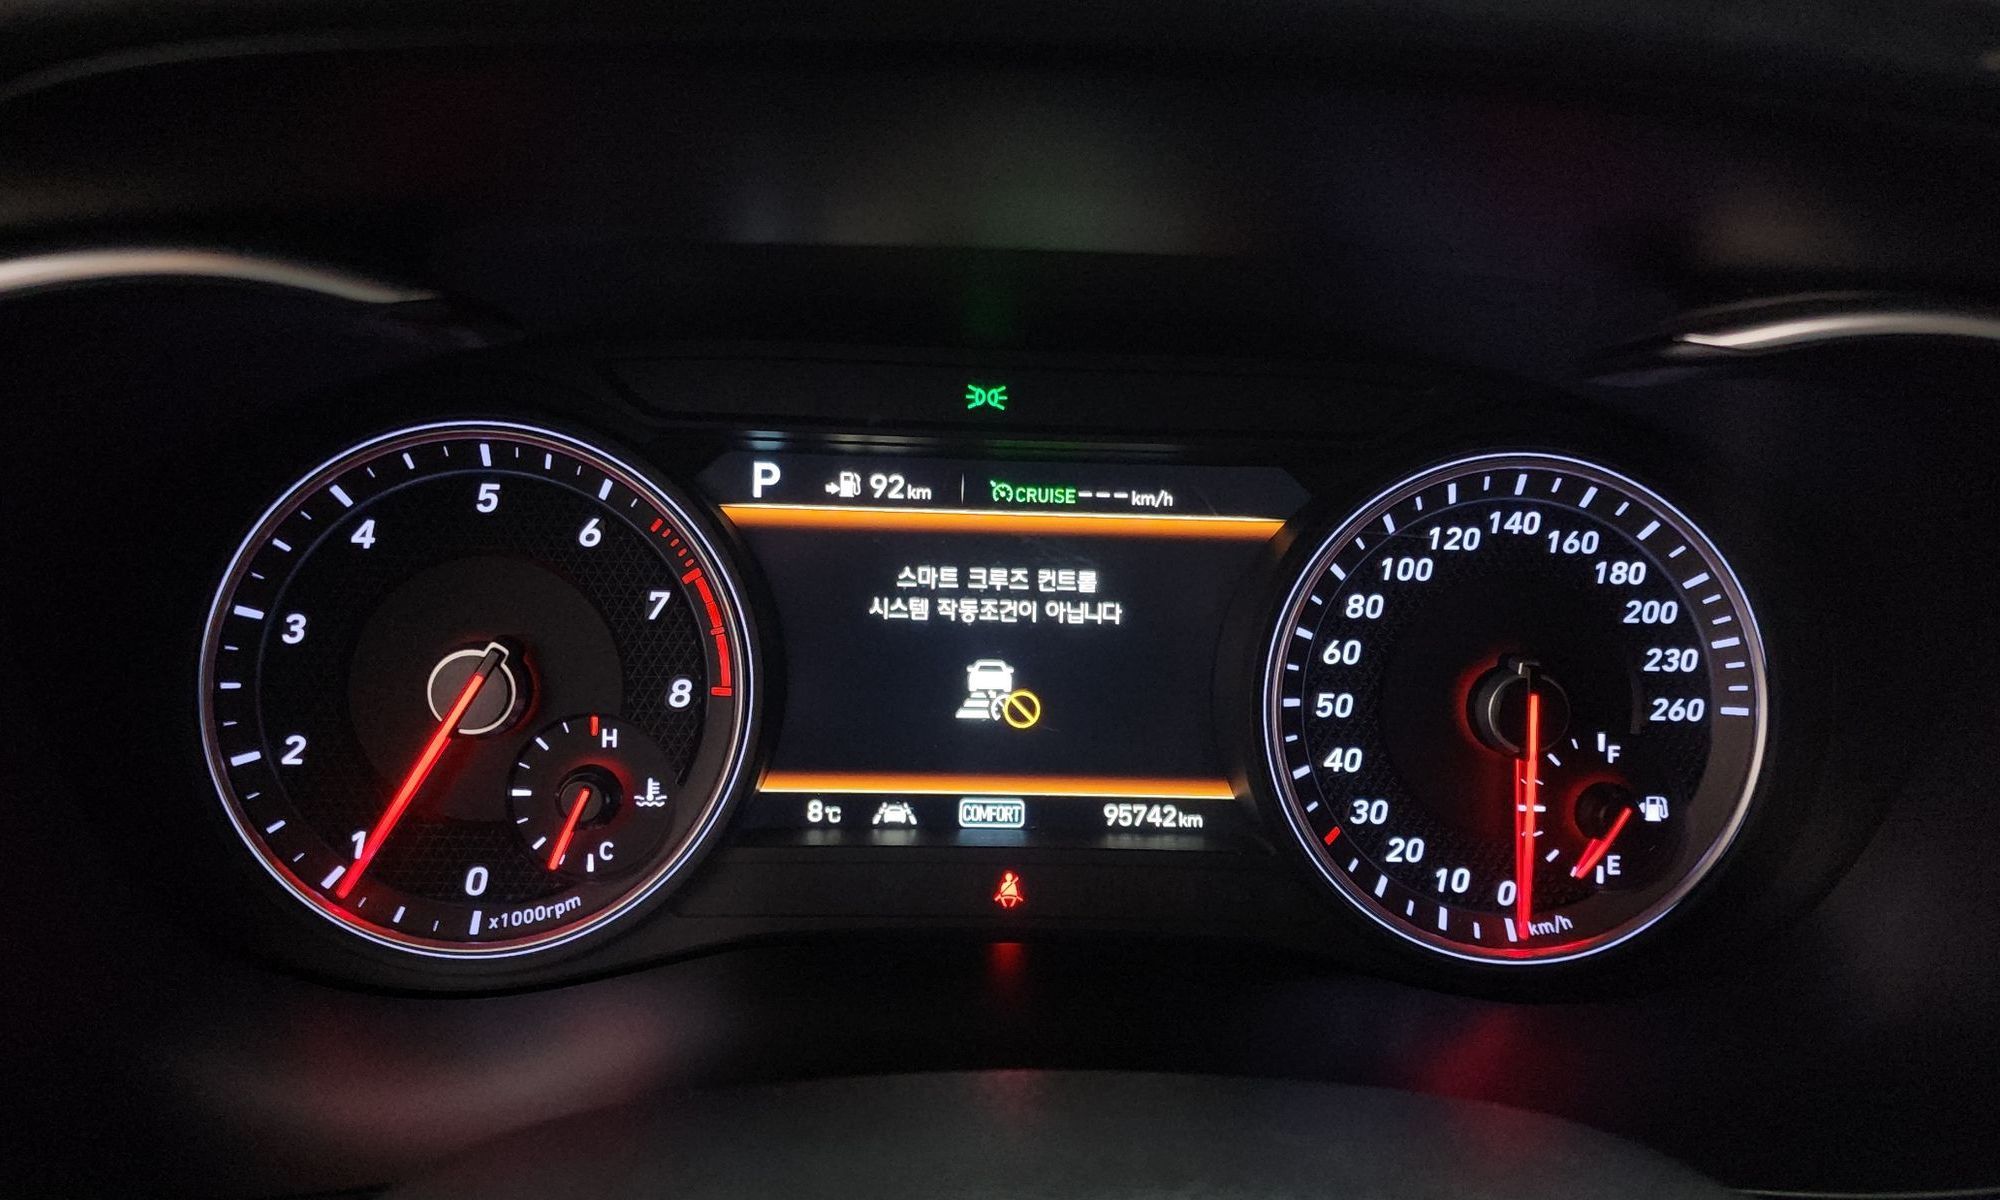 P 92km CRUISE---km/h
스마트 크루즈 컨트롤
시스템 작동조건이 아닙니다
8℃ COMFORT 95742km
0 1 2 3 4 5 6 7 8
x1000rpm
H
C
0 10 20 30 40 50 60 80 100 120 140 160 180 200 230 260
km/h
F
E